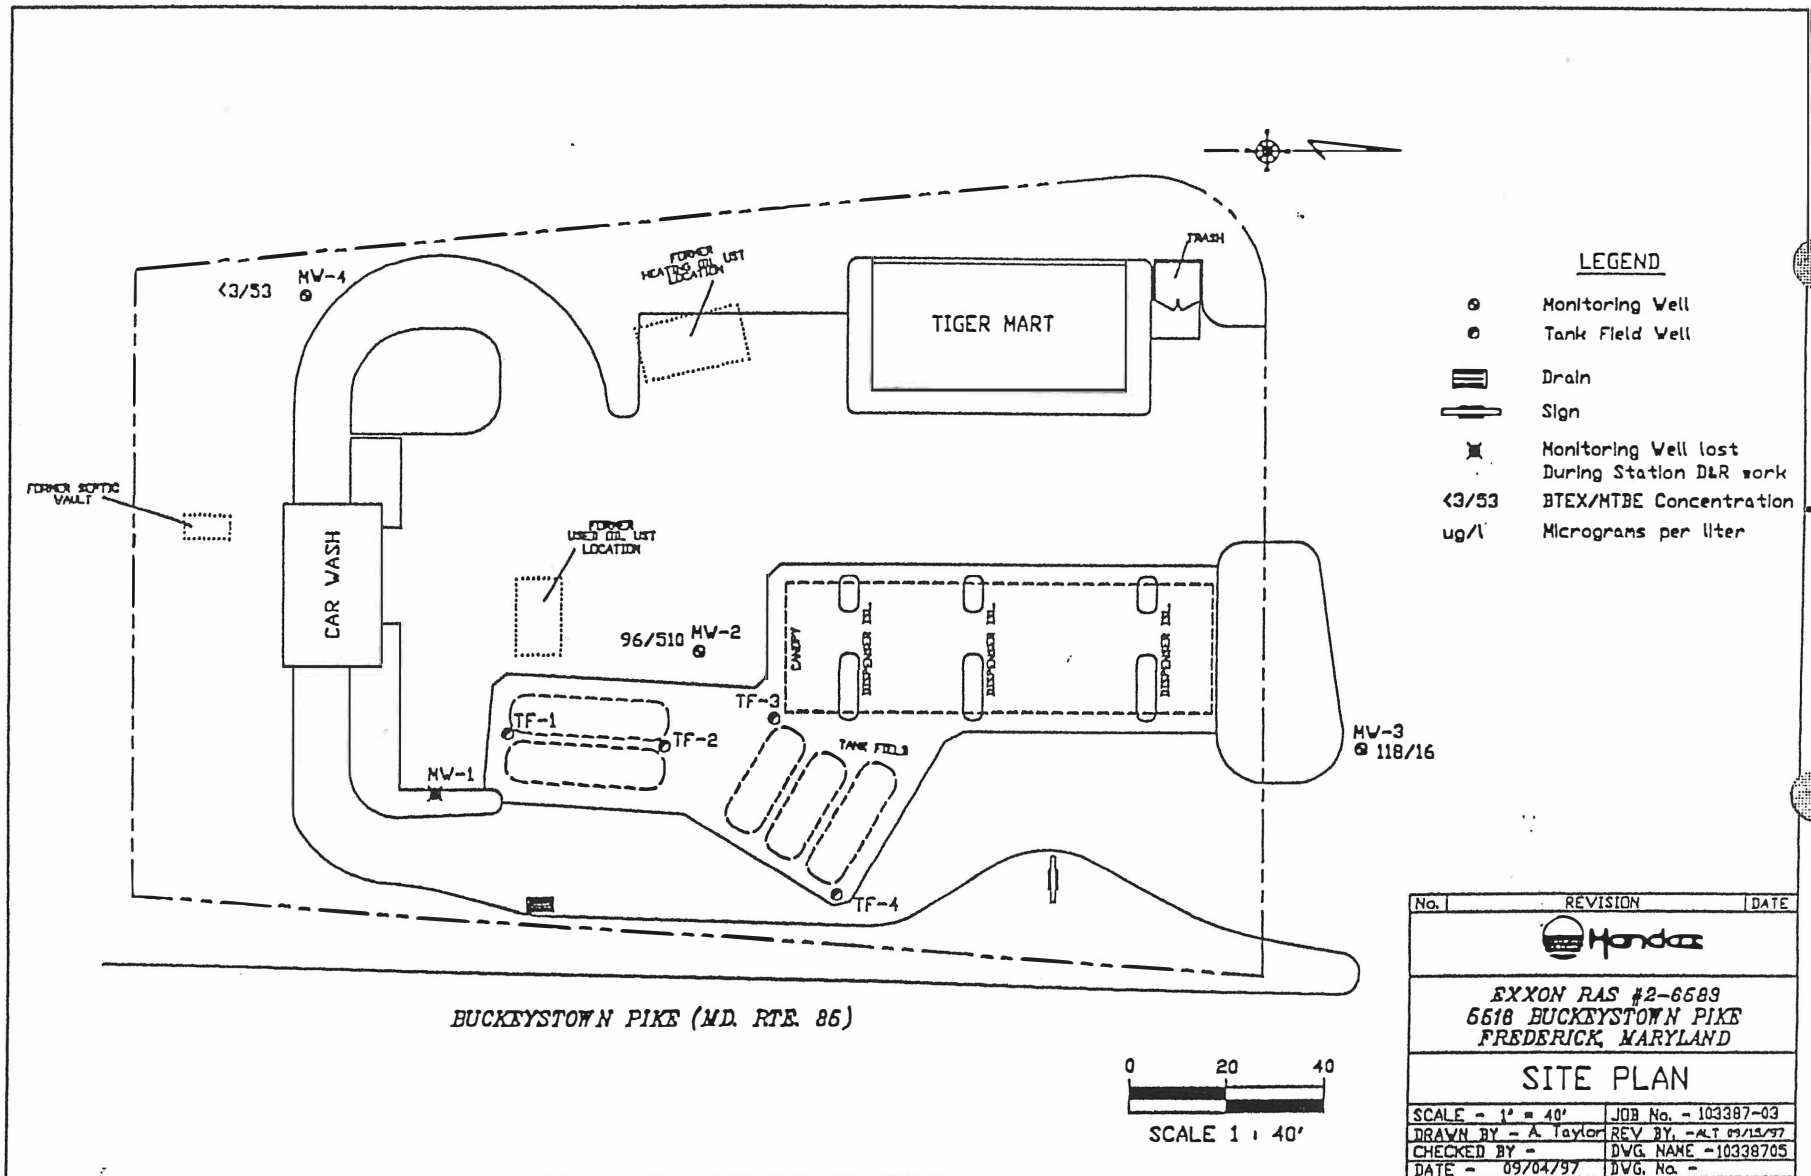 TRASH
FORMER
HEATING OIL UST
LOCATION
MW-4
<3/53
TIGER MART
LEGEND
Monitoring Well
Tank Field Well
Drain
Sign
Monitoring Well lost
During Station D&R work
<3/53 BTEX/MTBE Concentration
ug/l Micrograms per liter
FORMER SEPTIC
VAULT
CAR WASH
FORMER
USED OIL UST
LOCATION
96/510 MW-2
CANOPY
DISPENSER ISL
DISPENSER ISL
DISPENSER ISL
TF-3
TF-1
TF-2
TANK FIELD
MW-3
118/16
MW-1
TF-4
BUCKEYSTOWN PIKE (MD. RTE. 85)
0 20 40
SCALE 1 : 40'
No. REVISION DATE
Handex
EXXON RAS #2-6589
5618 BUCKEYSTOWN PIKE
FREDERICK, MARYLAND
SITE PLAN
SCALE - 1" = 40' JOB No. - 103387-03
DRAWN BY - A. Taylor REV BY. - ALT 09/15/97
CHECKED BY - DWG. NAME - 10338705
DATE - 09/04/97 DWG. No. -